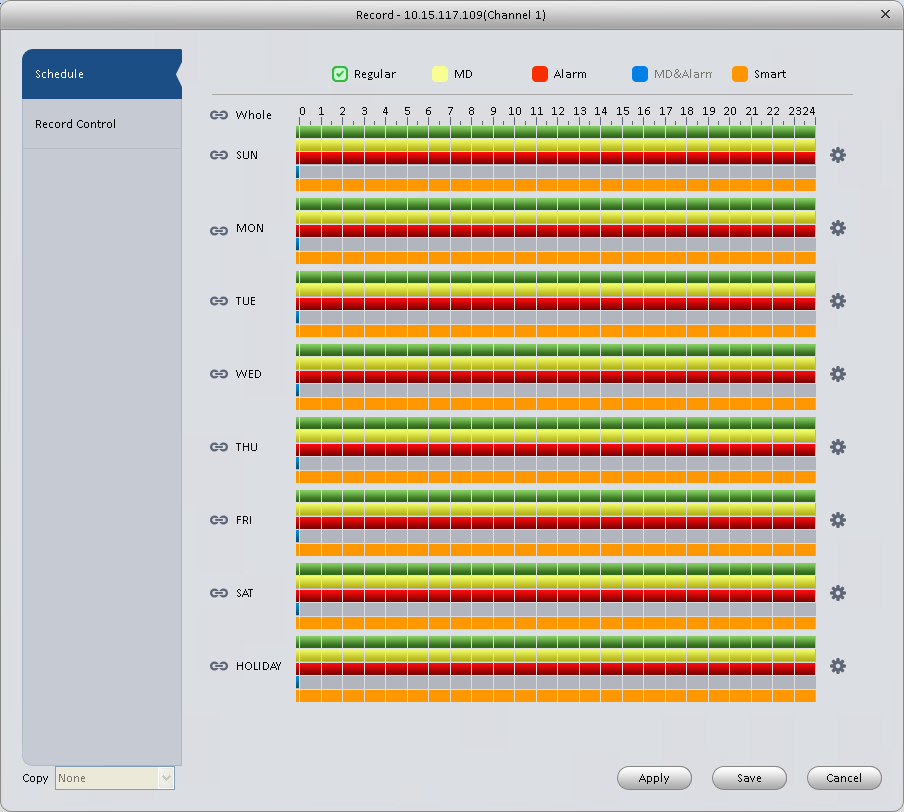 Record - 10.15.117.109(Channel 1)
Schedule
Record Control
Regular MD Alarm MD&Alarm Smart
Whole 0 1 2 3 4 5 6 7 8 9 10 11 12 13 14 15 16 17 18 19 20 21 22 23 24
SUN
MON
TUE
WED
THU
FRI
SAT
HOLIDAY
Copy None
Apply Save Cancel